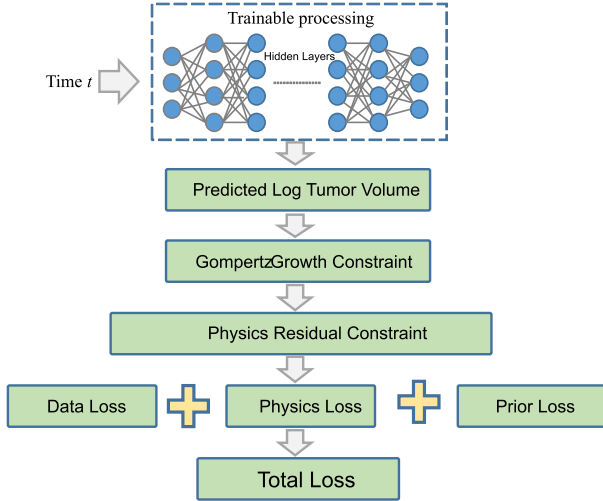 Trainable processing
Hidden Layers
Time t
Predicted Log Tumor Volume
GompertzGrowth Constraint
Physics Residual Constraint
Data Loss
Physics Loss
Prior Loss
Total Loss